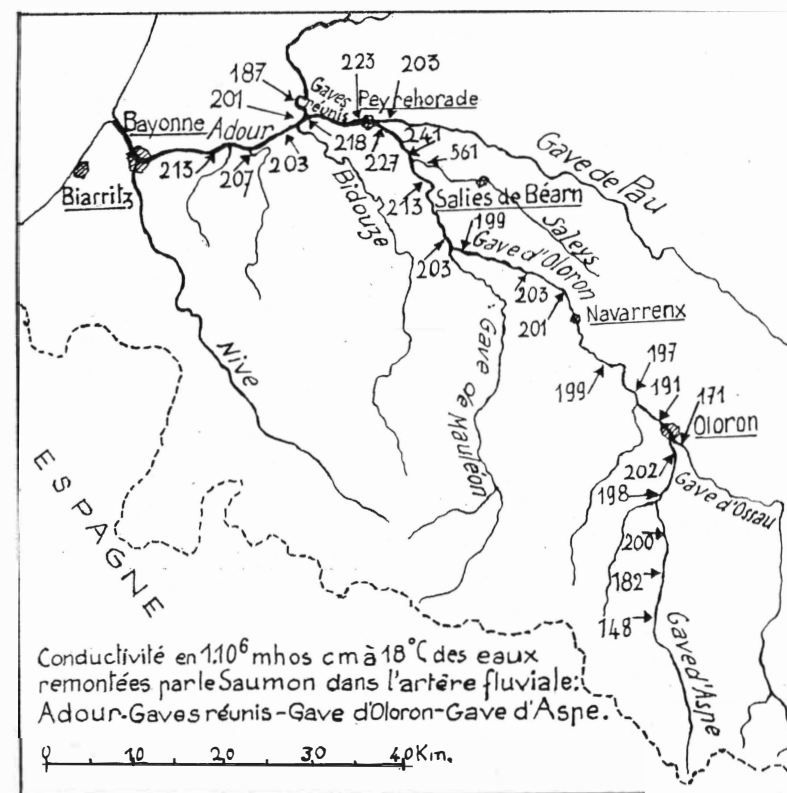 187
223
203
Gaves
réunis
Peyrehorade
201
Bayonne
Adour
218
241
227
561
213
207
203
Biarritz
Bidouze
213
Salies de Béarn
Gave de Pau
Saleys
199
Gave d'Oloron
203
203
201
Navarrenx
Nive
Gave de Mauléon
199
197
191
171
Oloron
202
198
Gave d'Ossau
200
182
148
Gave d'Aspe
ESPAGNE
Conductivité en 1.10⁶ mhos cm à 18°C des eaux
remontées par le Saumon dans l'artère fluviale:
Adour-Gaves réunis-Gave d'Oloron-Gave d'Aspe.
0 10 20 30 40 Km.